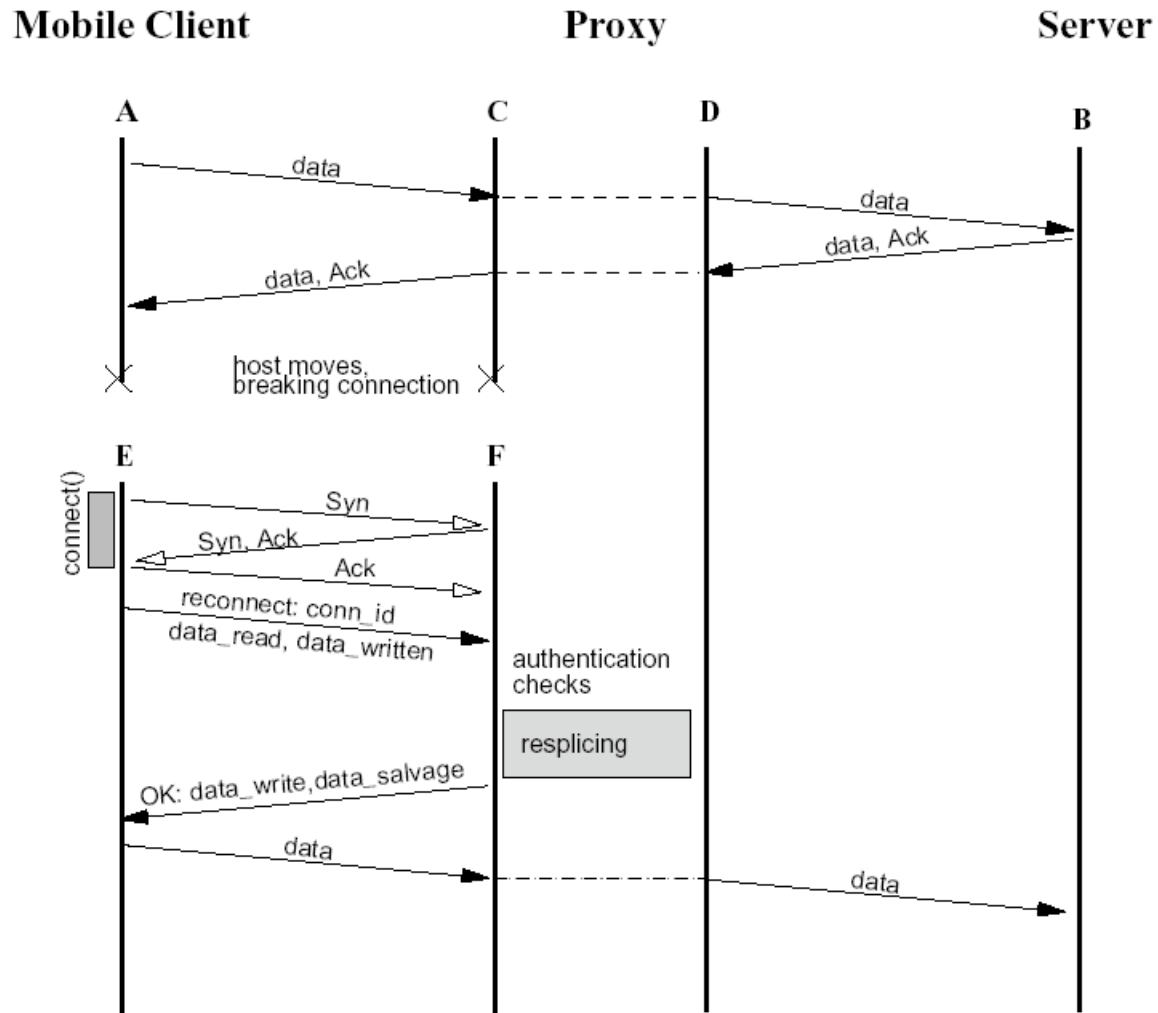 Mobile Client
Proxy
Server
A
C
D
B
data
data
data, Ack
data, Ack
host moves,
breaking connection
E
F
connect()
Syn
Syn, Ack
Ack
reconnect: conn_id
data_read, data_written
authentication
checks
resplicing
OK: data_write,data_salvage
data
data